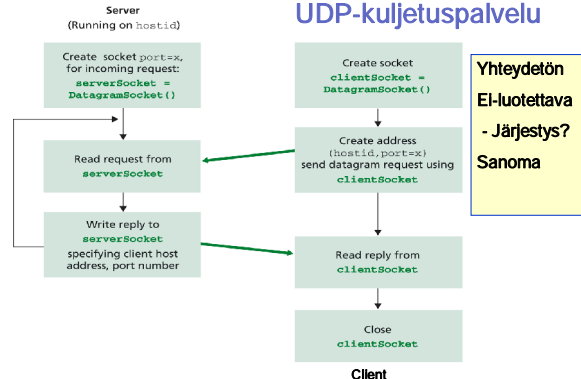 UDP-kuljetuspalvelu
Server
(Running on hostid)
Create socket port=x,
for incoming request:
serverSocket =
DatagramSocket()
Read request from
serverSocket
Write reply to
serverSocket
specifying client host
address, port number
Create socket
clientSocket =
DatagramSocket()
Create address
(hostid,port=x)
send datagram request using
clientSocket
Read reply from
clientSocket
Close
clientSocket
Client
Yhteydetön
Ei-luotettava
- Järjestys?
Sanoma